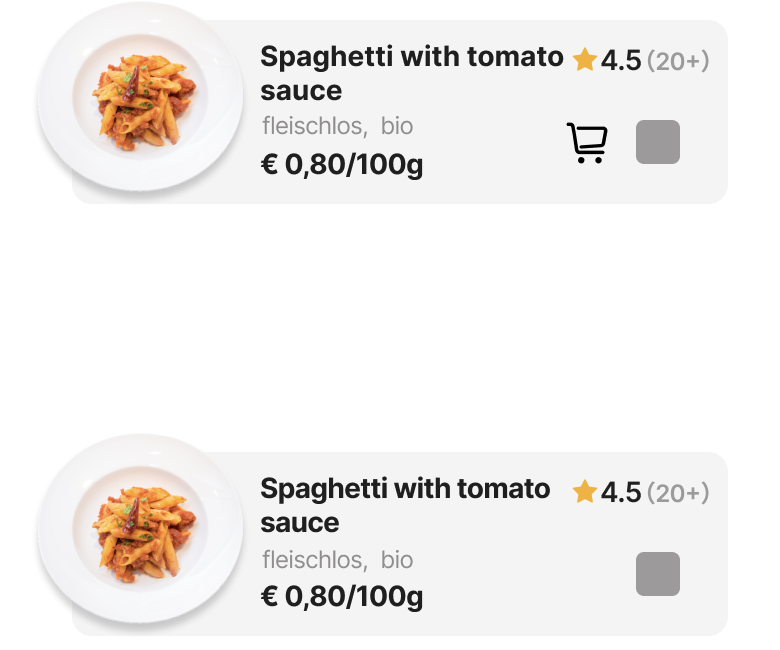 Spaghetti with tomato 4.5 (20+)
sauce
fleischlos, bio
€ 0,80/100g
Spaghetti with tomato 4.5 (20+)
sauce
fleischlos, bio
€ 0,80/100g